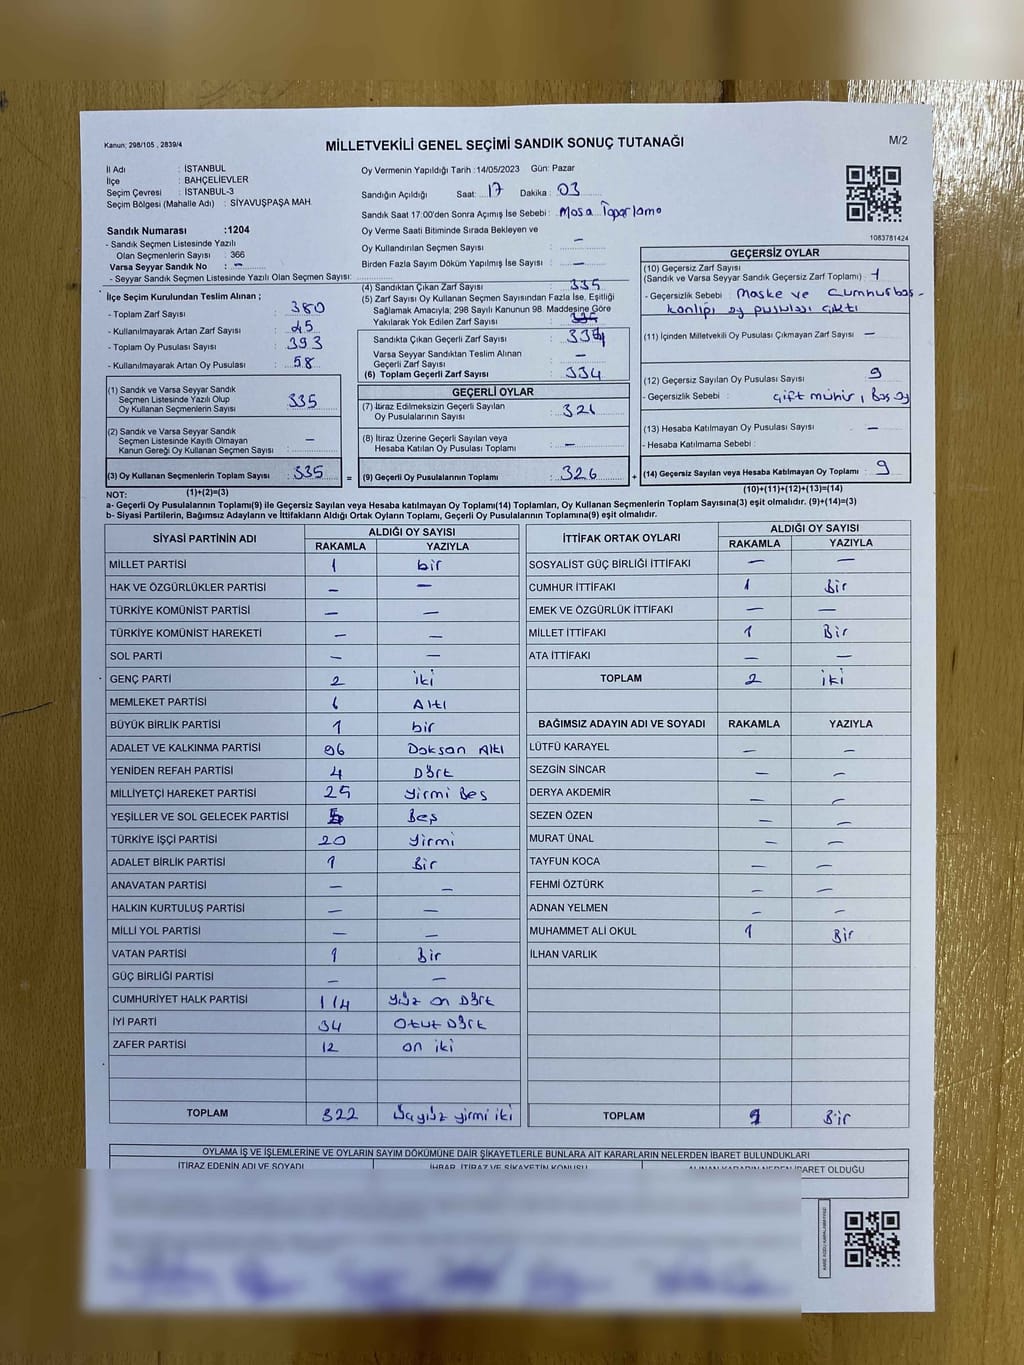 Kanun; 298/105 , 2839/4
MİLLETVEKİLİ GENEL SEÇİMİ SANDIK SONUÇ TUTANAĞI
M/2
İl Adı : İSTANBUL
İlçe : BAHÇELİEVLER
Seçim Çevresi : İSTANBUL-3
Seçim Bölgesi (Mahalle Adı) : SİYAVUŞPAŞA MAH.
Sandık Numarası :1204
- Sandık Seçmen Listesinde Yazılı
Olan Seçmenlerin Sayısı : 366
Varsa Seyyar Sandık No : –
- Seyyar Sandık Seçmen Listesinde Yazılı Olan Seçmen Sayısı:
Oy Vermenin Yapıldığı Tarih : 14/05/2023 Gün: Pazar
Sandığın Açıldığı Saat: 17 Dakika : 03
Sandık Saat 17:00'den Sonra Açımış İse Sebebi: Masa Toparlama
Oy Verme Saati Bitiminde Sırada Bekleyen ve
Oy Kullandırılan Seçmen Sayısı : –
Birden Fazla Sayım Döküm Yapılmış İse Sayısı : –
1083781424
İlçe Seçim Kurulundan Teslim Alınan ;
- Toplam Zarf Sayısı : 380
- Kullanılmayarak Artan Zarf Sayısı : 45
- Toplam Oy Pusulası Sayısı : 393
- Kullanılmayarak Artan Oy Pusulası : 58
(1) Sandık ve Varsa Seyyar Sandık
Seçmen Listesinde Yazılı Olup
Oy Kullanan Seçmenlerin Sayısı : 335
(2) Sandık ve Varsa Seyyar Sandık
Seçmen Listesinde Kayıtlı Olmayan
Kanun Gereği Oy Kullanan Seçmen Sayısı : –
(3) Oy Kullanan Seçmenlerin Toplam Sayısı : 335
(4) Sandıktan Çıkan Zarf Sayısı : 335
(5) Zarf Sayısı Oy Kullanan Seçmen Sayısından Fazla İse, Eşitliği
Sağlamak Amacıyla; 298 Sayılı Kanunun 98. Maddesine Göre
Yakılarak Yok Edilen Zarf Sayısı :
Sandıkta Çıkan Geçerli Zarf Sayısı : 334
Varsa Seyyar Sandıktan Teslim Alınan
Geçerli Zarf Sayısı : –
(6) Toplam Geçerli Zarf Sayısı : 334
GEÇERLİ OYLAR
(7) İtiraz Edilmeksizin Geçerli Sayılan
Oy Pusulalarının Sayısı : 326
(8) İtiraz Üzerine Geçerli Sayılan veya
Hesaba Katılan Oy Pusulası Toplamı : –
= (9) Geçerli Oy Pusulalarının Toplamı : 326
GEÇERSİZ OYLAR
(10) Geçersiz Zarf Sayısı
(Sandık ve Varsa Seyyar Sandık Geçersiz Zarf Toplamı) : 1
- Geçersizlik Sebebi : Maske ve Cumhurbaş-
kanlığı oy pusulası çıktı
(11) İçinden Milletvekili Oy Pusulası Çıkmayan Zarf Sayısı –
(12) Geçersiz Sayılan Oy Pusulası Sayısı : 9
- Geçersizlik Sebebi : Çift mühür, Boş oy
(13) Hesaba Katılmayan Oy Pusulası Sayısı : –
- Hesaba Katılmama Sebebi :
+ (14) Geçersiz Sayılan veya Hesaba Katılmayan Oy Toplamı : 9
NOT: (1)+(2)=(3)
(10)+(11)+(12)+(13)=(14)
a- Geçerli Oy Pusulalarının Toplamı(9) ile Geçersiz Sayılan veya Hesaba katılmayan Oy Toplamı(14) Toplamları, Oy Kullanan Seçmenlerin Toplam Sayısına(3) eşit olmalıdır. (9)+(14)=(3)
b- Siyasi Partilerin, Bağımsız Adayların ve İttifakların Aldığı Ortak Oyların Toplamı, Geçerli Oy Pusulalarının Toplamına(9) eşit olmalıdır.
SİYASİ PARTİNİN ADI ALDIĞI OY SAYISI
RAKAMLA YAZIYLA
MİLLET PARTİSİ 1 bir
HAK VE ÖZGÜRLÜKLER PARTİSİ – –
TÜRKİYE KOMÜNİST PARTİSİ – –
TÜRKİYE KOMÜNİST HAREKETİ – –
SOL PARTİ – –
GENÇ PARTİ 2 iki
MEMLEKET PARTİSİ 6 Altı
BÜYÜK BİRLİK PARTİSİ 1 bir
ADALET VE KALKINMA PARTİSİ 96 Doksan Altı
YENİDEN REFAH PARTİSİ 4 Dört
MİLLİYETÇİ HAREKET PARTİSİ 25 Yirmi Beş
YEŞİLLER VE SOL GELECEK PARTİSİ 5 Beş
TÜRKİYE İŞÇİ PARTİSİ 20 Yirmi
ADALET BİRLİK PARTİSİ 1 Bir
ANAVATAN PARTİSİ – –
HALKIN KURTULUŞ PARTİSİ – –
MİLLİ YOL PARTİSİ – –
VATAN PARTİSİ 1 Bir
GÜÇ BİRLİĞİ PARTİSİ – –
CUMHURİYET HALK PARTİSİ 114 Yüz on Dört
İYİ PARTİ 34 Otuz Dört
ZAFER PARTİSİ 12 on iki
TOPLAM 322 Üçyüz yirmi iki
İTTİFAK ORTAK OYLARI ALDIĞI OY SAYISI
RAKAMLA YAZIYLA
SOSYALİST GÜÇ BİRLİĞİ İTTİFAKI – –
CUMHUR İTTİFAKI 1 Bir
EMEK VE ÖZGÜRLÜK İTTİFAKI – –
MİLLET İTTİFAKI 1 Bir
ATA İTTİFAKI – –
TOPLAM 2 iki
BAĞIMSIZ ADAYIN ADI VE SOYADI RAKAMLA YAZIYLA
LÜTFÜ KARAYEL – –
SEZGİN SİNCAR – –
DERYA AKDEMİR – –
SEZEN ÖZEN – –
MURAT ÜNAL – –
TAYFUN KOCA – –
FEHMİ ÖZTÜRK – –
ADNAN YELMEN – –
MUHAMMET ALİ OKUL 1 Bir
İLHAN VARLIK
TOPLAM 1 Bir
OYLAMA İŞ VE İŞLEMLERİNE VE OYLARIN SAYIM DÖKÜMÜNE DAİR ŞİKAYETLERLE BUNLARA AİT KARARLARIN NELERDEN İBARET BULUNDUKLARI
İTİRAZ EDENİN ADI VE SOYADI İHBAR, İTİRAZ VE ŞİKAYETİN KONUSU ALINAN KARARIN NEDEN İBARET OLDUĞU